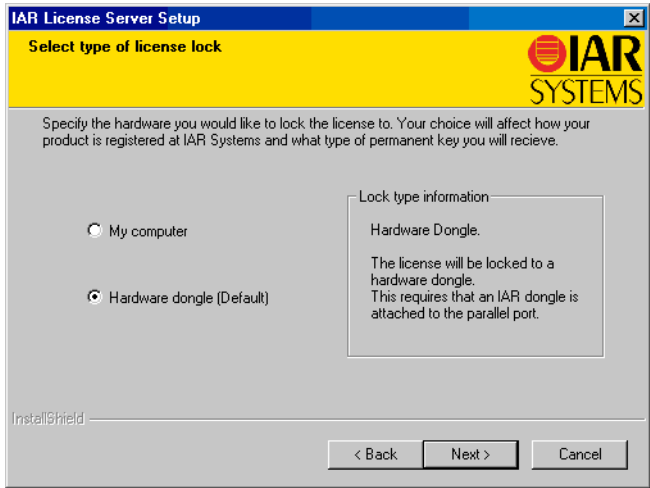 IAR License Server Setup
Select type of license lock
IAR
SYSTEMS
Specify the hardware you would like to lock the license to. Your choice will affect how your
product is registered at IAR Systems and what type of permanent key you will recieve.
My computer
Hardware dongle (Default)
Lock type information
Hardware Dongle.
The license will be locked to a
hardware dongle.
This requires that an IAR dongle is
attached to the parallel port.
InstallShield
< Back
Next >
Cancel